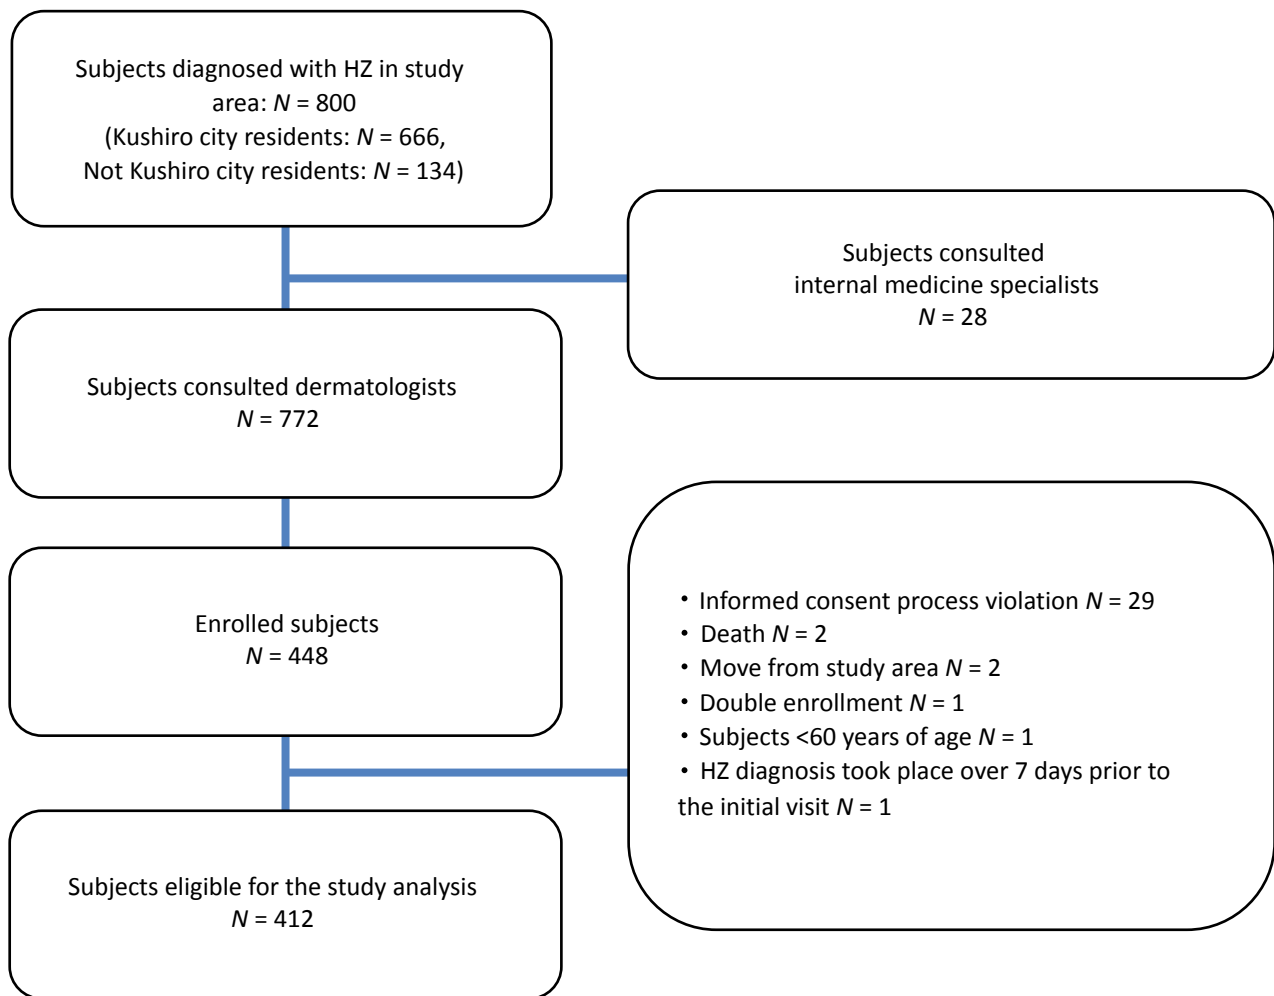 Subjects diagnosed with HZ in study
area: N = 800
(Kushiro city residents: N = 666,
Not Kushiro city residents: N = 134)
Subjects consulted
internal medicine specialists
N = 28
Subjects consulted dermatologists
N = 772
Enrolled subjects
N = 448
・Informed consent process violation N = 29
・Death N = 2
・Move from study area N = 2
・Double enrollment N = 1
・Subjects <60 years of age N = 1
・HZ diagnosis took place over 7 days prior to
the initial visit N = 1
Subjects eligible for the study analysis
N = 412